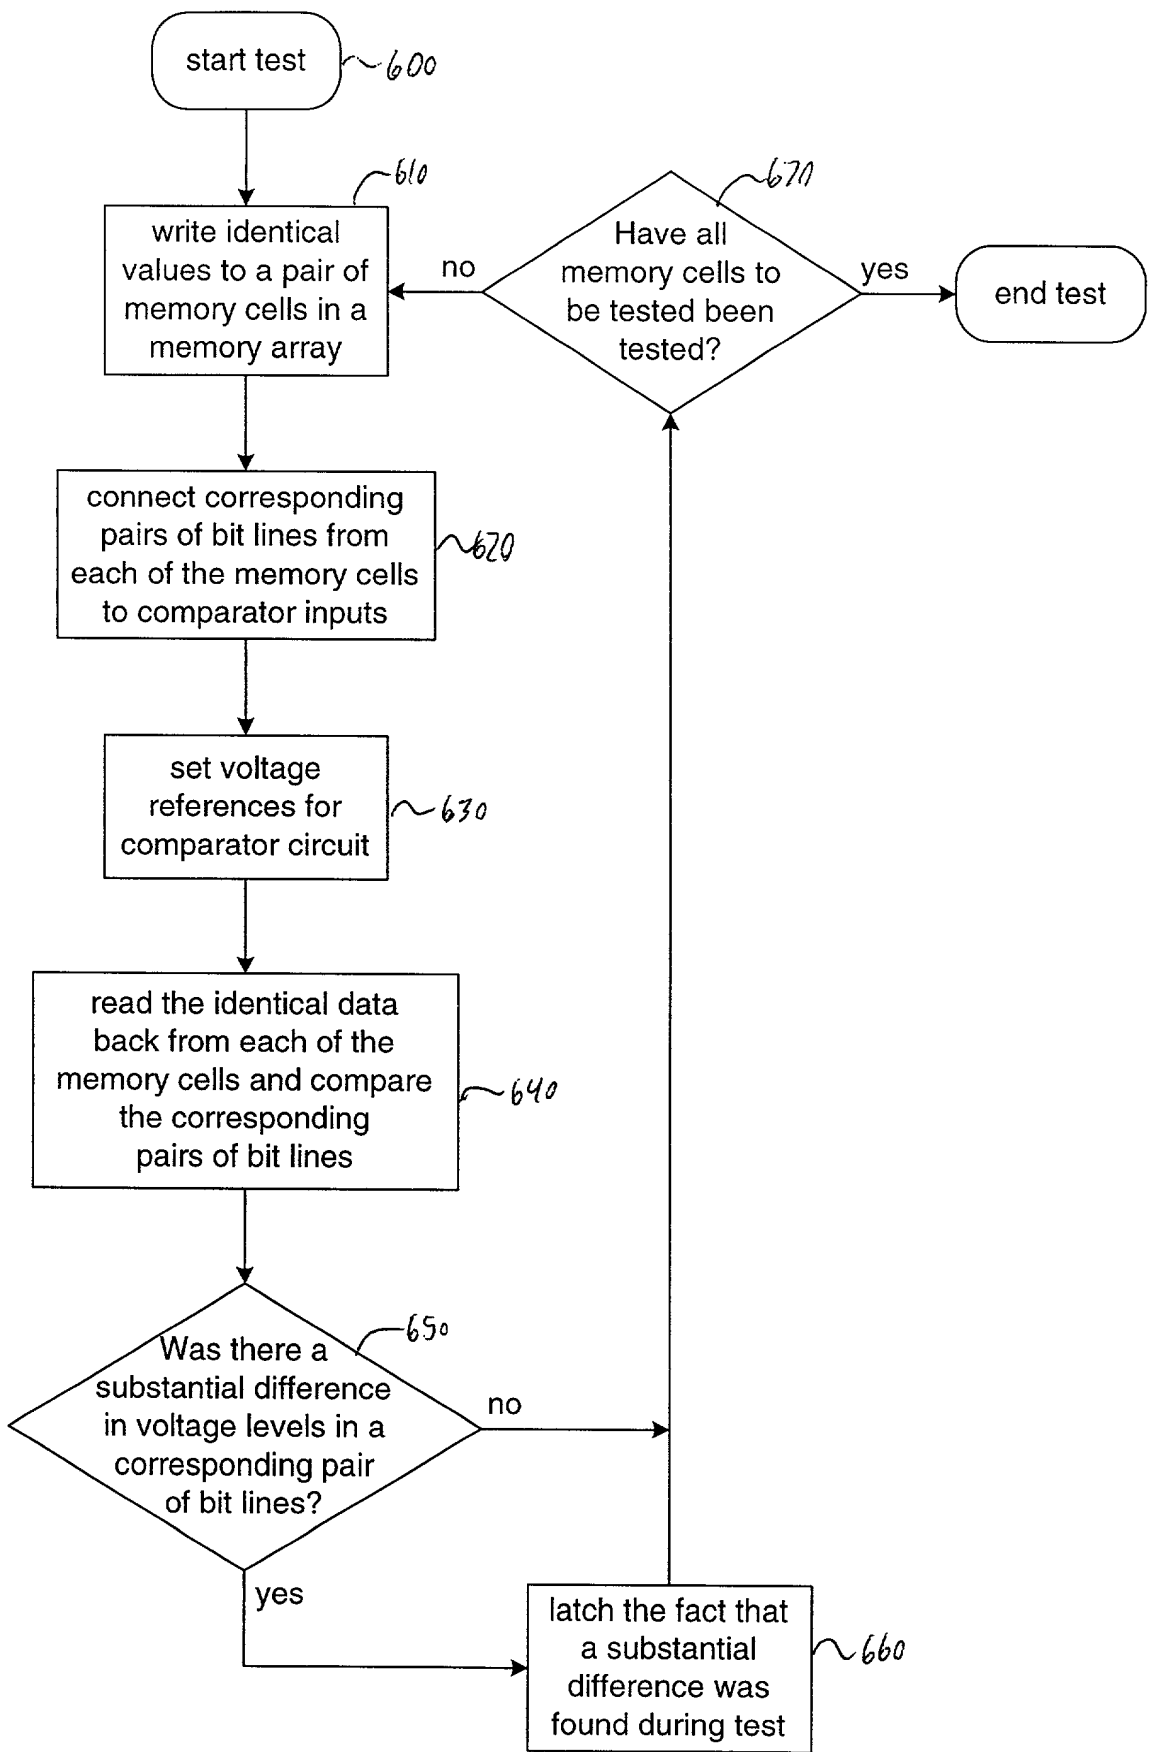 start test
600
610
write identical
values to a pair of
memory cells in a
memory array
670
Have all
memory cells to
be tested been
tested?
no
yes
end test
connect corresponding
pairs of bit lines from
each of the memory cells
to comparator inputs
620
set voltage
references for
comparator circuit
630
read the identical data
back from each of the
memory cells and compare
the corresponding
pairs of bit lines
640
650
Was there a
substantial difference
in voltage levels in a
corresponding pair
of bit lines?
no
yes
latch the fact that
a substantial
difference was
found during test
660